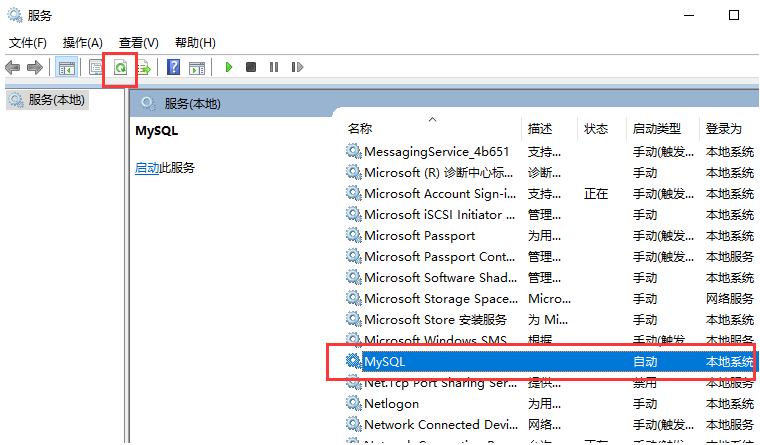 服务
文件(F) 操作(A) 查看(V) 帮助(H)
服务(本地)
服务(本地)
MySQL
启动此服务
名称 描述 状态 启动类型 登录为
MessagingService_4b651 支持... 手动(触发... 本地系统
Microsoft (R) 诊断中心标... 诊断... 手动 本地系统
Microsoft Account Sign-i... 支持... 正在 手动(触发... 本地系统
Microsoft iSCSI Initiator ... 管理... 手动 本地系统
Microsoft Passport 为用... 手动(触发... 本地系统
Microsoft Passport Cont... 管理... 手动(触发... 本地系统
Microsoft Software Shad... 管理... 手动 本地系统
Microsoft Storage Space... Micro... 手动 网络服务
Microsoft Store 安装服务 为 Mi... 手动 本地系统
Microsoft Windows SMS 根据 手动(触发 本地系统
MySQL 自动 本地系统
Net.Tcp Port Sharing Ser... 提供... 禁用 本地服务
Netlogon 为用... 手动 本地系统
Network Connected Devi... 网络... 手动(触发... 本地服务